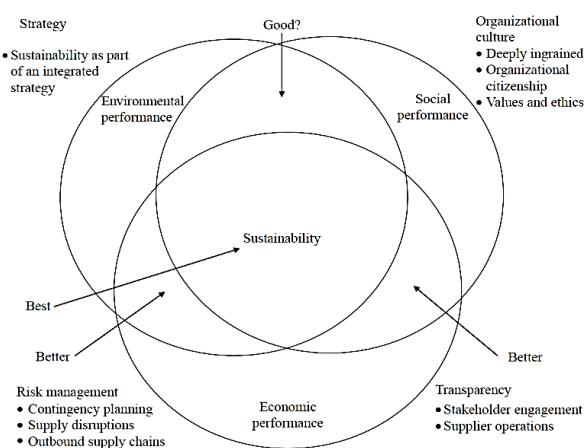 Strategy
• Sustainability as part
of an integrated
strategy
Good?
Organizational
culture
• Deeply ingrained
• Organizational
citizenship
• Values and ethics
Environmental
performance
Social
performance
Sustainability
Best
Better
Better
Risk management
• Contingency planning
• Supply disruptions
• Outbound supply chains
Economic
performance
Transparency
• Stakeholder engagement
• Supplier operations